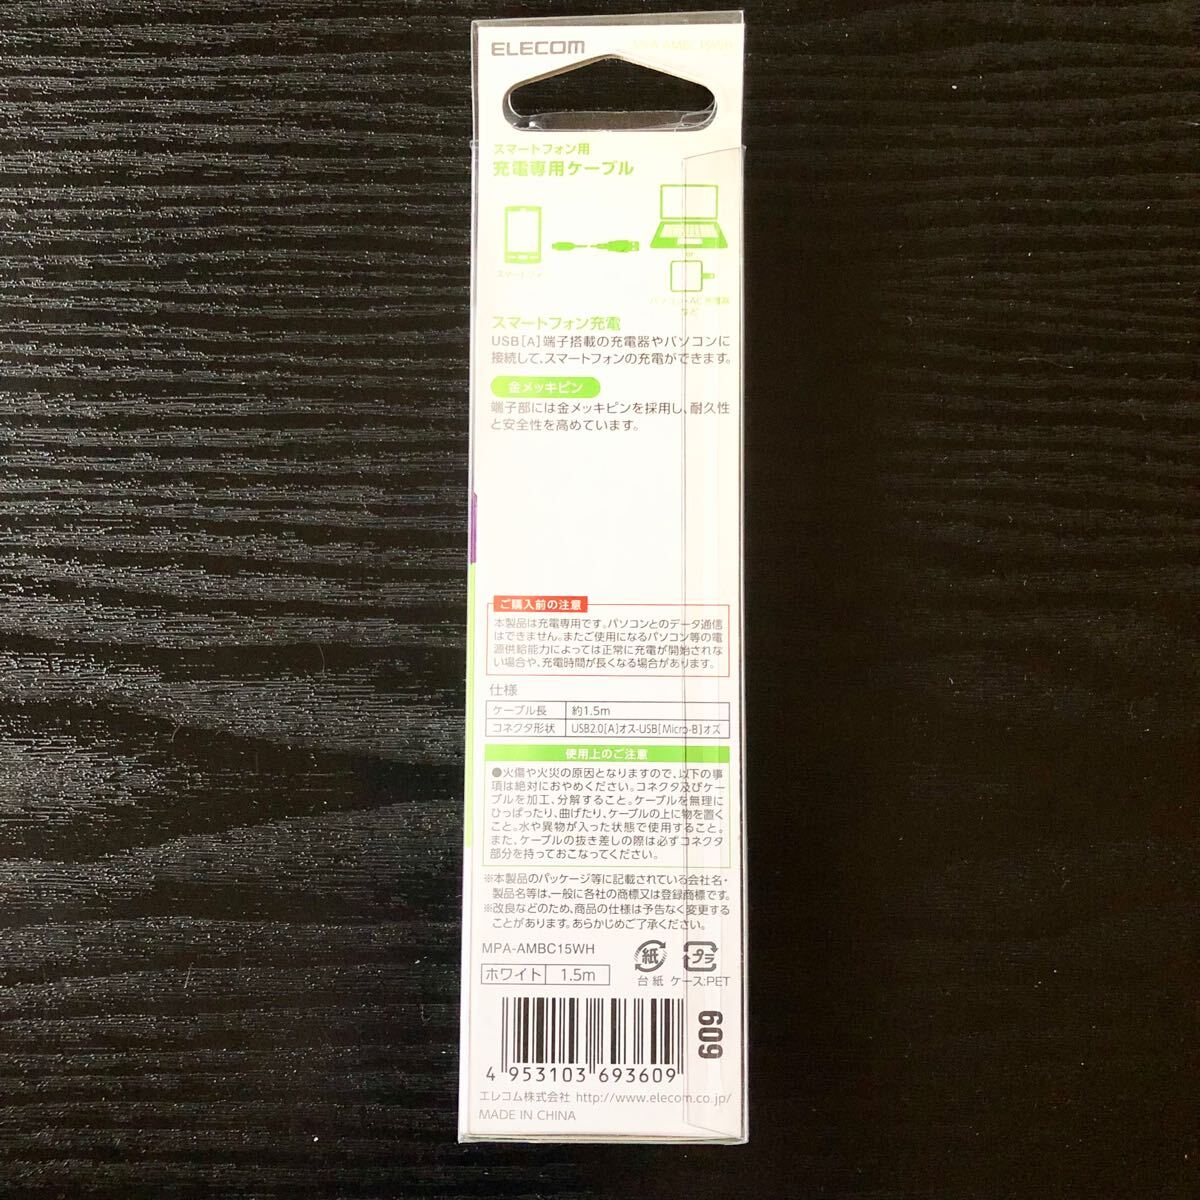 ELECOM
MPA-AMBC15WH
スマートフォン用
充電専用ケーブル
or
スマートフォン
パソコン・AC充電器
など
スマートフォン充電
USB[A]端子搭載の充電器やパソコンに
接続して、スマートフォンの充電ができます。
金メッキピン
端子部には金メッキピンを採用し、耐久性
と安全性を高めています。
ご購入前の注意
本製品は充電専用です。パソコンとのデータ通信
はできません。またご使用になるパソコン等の電
源供給能力によっては正常に充電が開始されな
い場合や、充電時間が長くなる場合があります。
仕様
ケーブル長 約1.5m
コネクタ形状 USB2.0[A]オス-USB[Micro-B]オス
使用上のご注意
●火傷や火災の原因となりますので、以下の事
項は絶対におやめください。コネクタ及びケー
ブルを加工、分解すること。ケーブルを無理に
ひっぱったり、曲げたり、ケーブルの上に物を置く
こと。水や異物が入った状態で使用すること。
また、ケーブルの抜き差しの際は必ずコネクタ
部分を持っておこなってください。
※本製品のパッケージ等に記載されている会社名・
製品名等は、一般に各社の商標又は登録商標です。
※改良などのため、商品の仕様は予告なく変更する
ことがあります。あらかじめご了承ください。
MPA-AMBC15WH
紙 プラ
ホワイト 1.5m
台紙 ケース:PET
609
4 953103 693609
エレコム株式会社 http://www.elecom.co.jp/
MADE IN CHINA